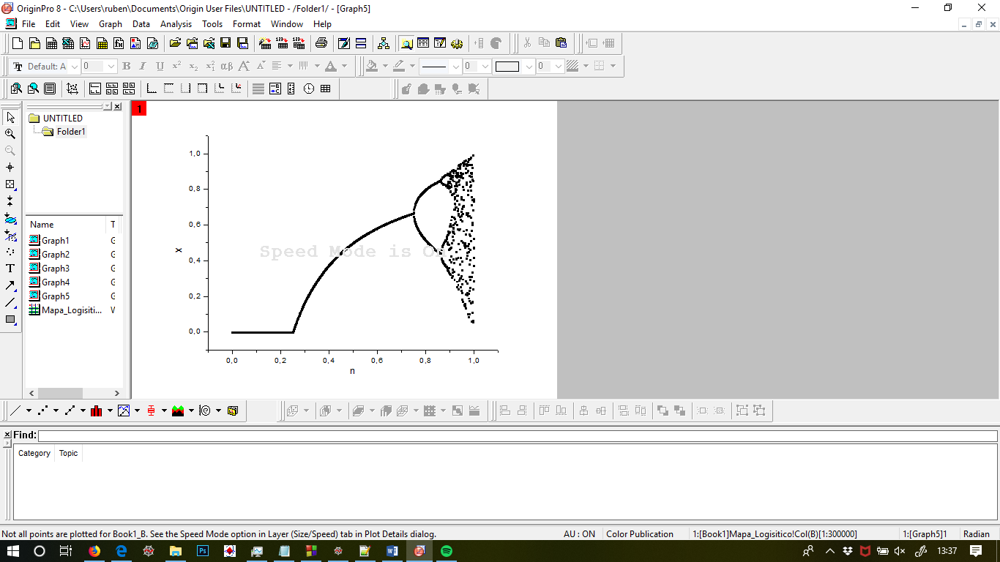 OriginPro 8 - C:\Users\ruben\Documents\Origin User Files\UNTITLED - /Folder1/ - [Graph5]
File Edit View Graph Data Analysis Tools Format Window Help
Default: A 0 B I U x² x₂ x₁² αβ A A A 0 0
UNTITLED
Folder1
Name T
Graph1 G
Graph2 G
Graph3 G
Graph4 G
Graph5 G
Mapa_Logisiti... W
1
1,0
0,8
0,6
0,4
0,2
0,0
x
Speed Mode is On
0,0 0,2 0,4 0,6 0,8 1,0
n
Find:
Category Topic
Not all points are plotted for Book1_B. See the Speed Mode option in Layer (Size/Speed) tab in Plot Details dialog.
AU : ON Color Publication 1:[Book1]Mapa_Logisitico!Col(B)[1:300000] 1:[Graph5]1 Radian
13:37